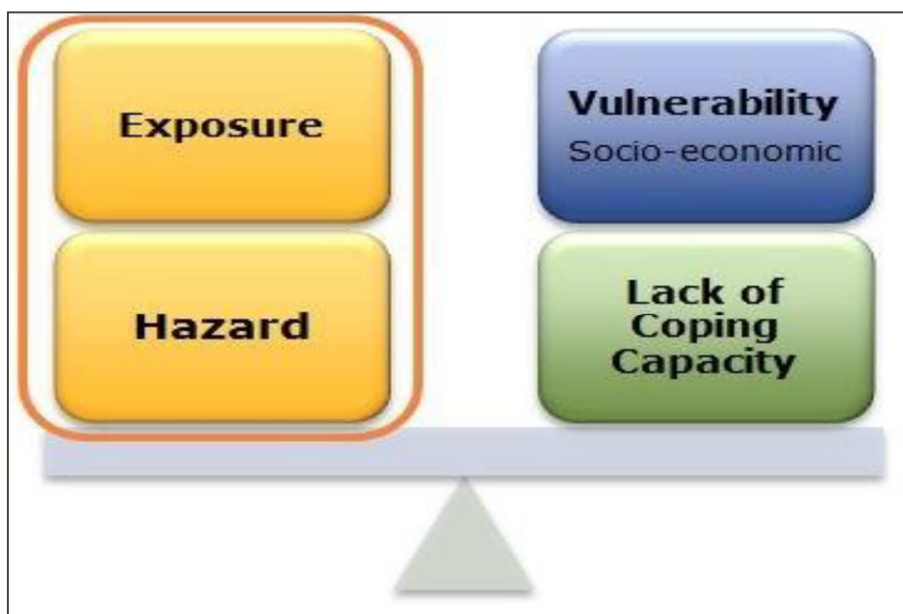 Exposure
Hazard
Vulnerability
Socio-economic
Lack of
Coping
Capacity